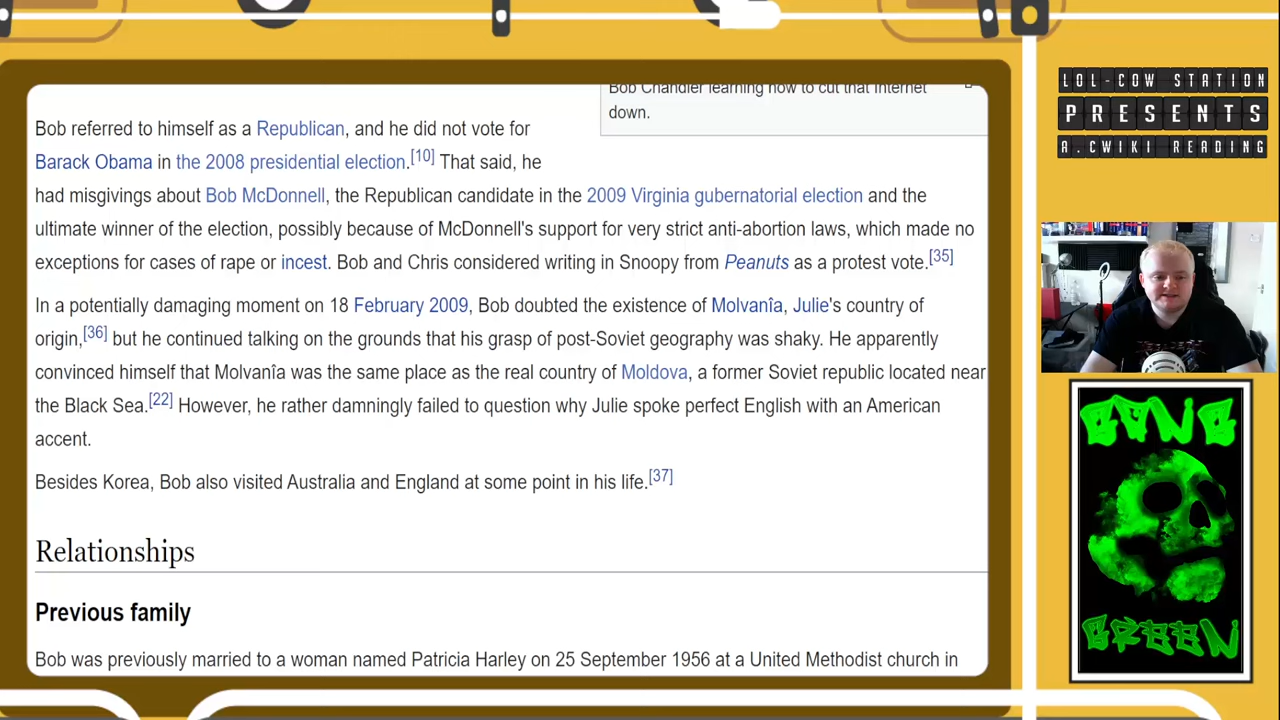 Bob Chandler learning how to cut that Internet
down.
Bob referred to himself as a Republican, and he did not vote for
Barack Obama in the 2008 presidential election.[10] That said, he
had misgivings about Bob McDonnell, the Republican candidate in the 2009 Virginia gubernatorial election and the
ultimate winner of the election, possibly because of McDonnell's support for very strict anti-abortion laws, which made no
exceptions for cases of rape or incest. Bob and Chris considered writing in Snoopy from Peanuts as a protest vote.[35]
In a potentially damaging moment on 18 February 2009, Bob doubted the existence of Molvanîa, Julie's country of
origin,[36] but he continued talking on the grounds that his grasp of post-Soviet geography was shaky. He apparently
convinced himself that Molvanîa was the same place as the real country of Moldova, a former Soviet republic located near
the Black Sea.[22] However, he rather damningly failed to question why Julie spoke perfect English with an American
accent.
Besides Korea, Bob also visited Australia and England at some point in his life.[37]
Relationships
Previous family
Bob was previously married to a woman named Patricia Harley on 25 September 1956 at a United Methodist church in
LOL-COW STATION
PRESENTS
A.CWIKI READING
GONG
GREEN